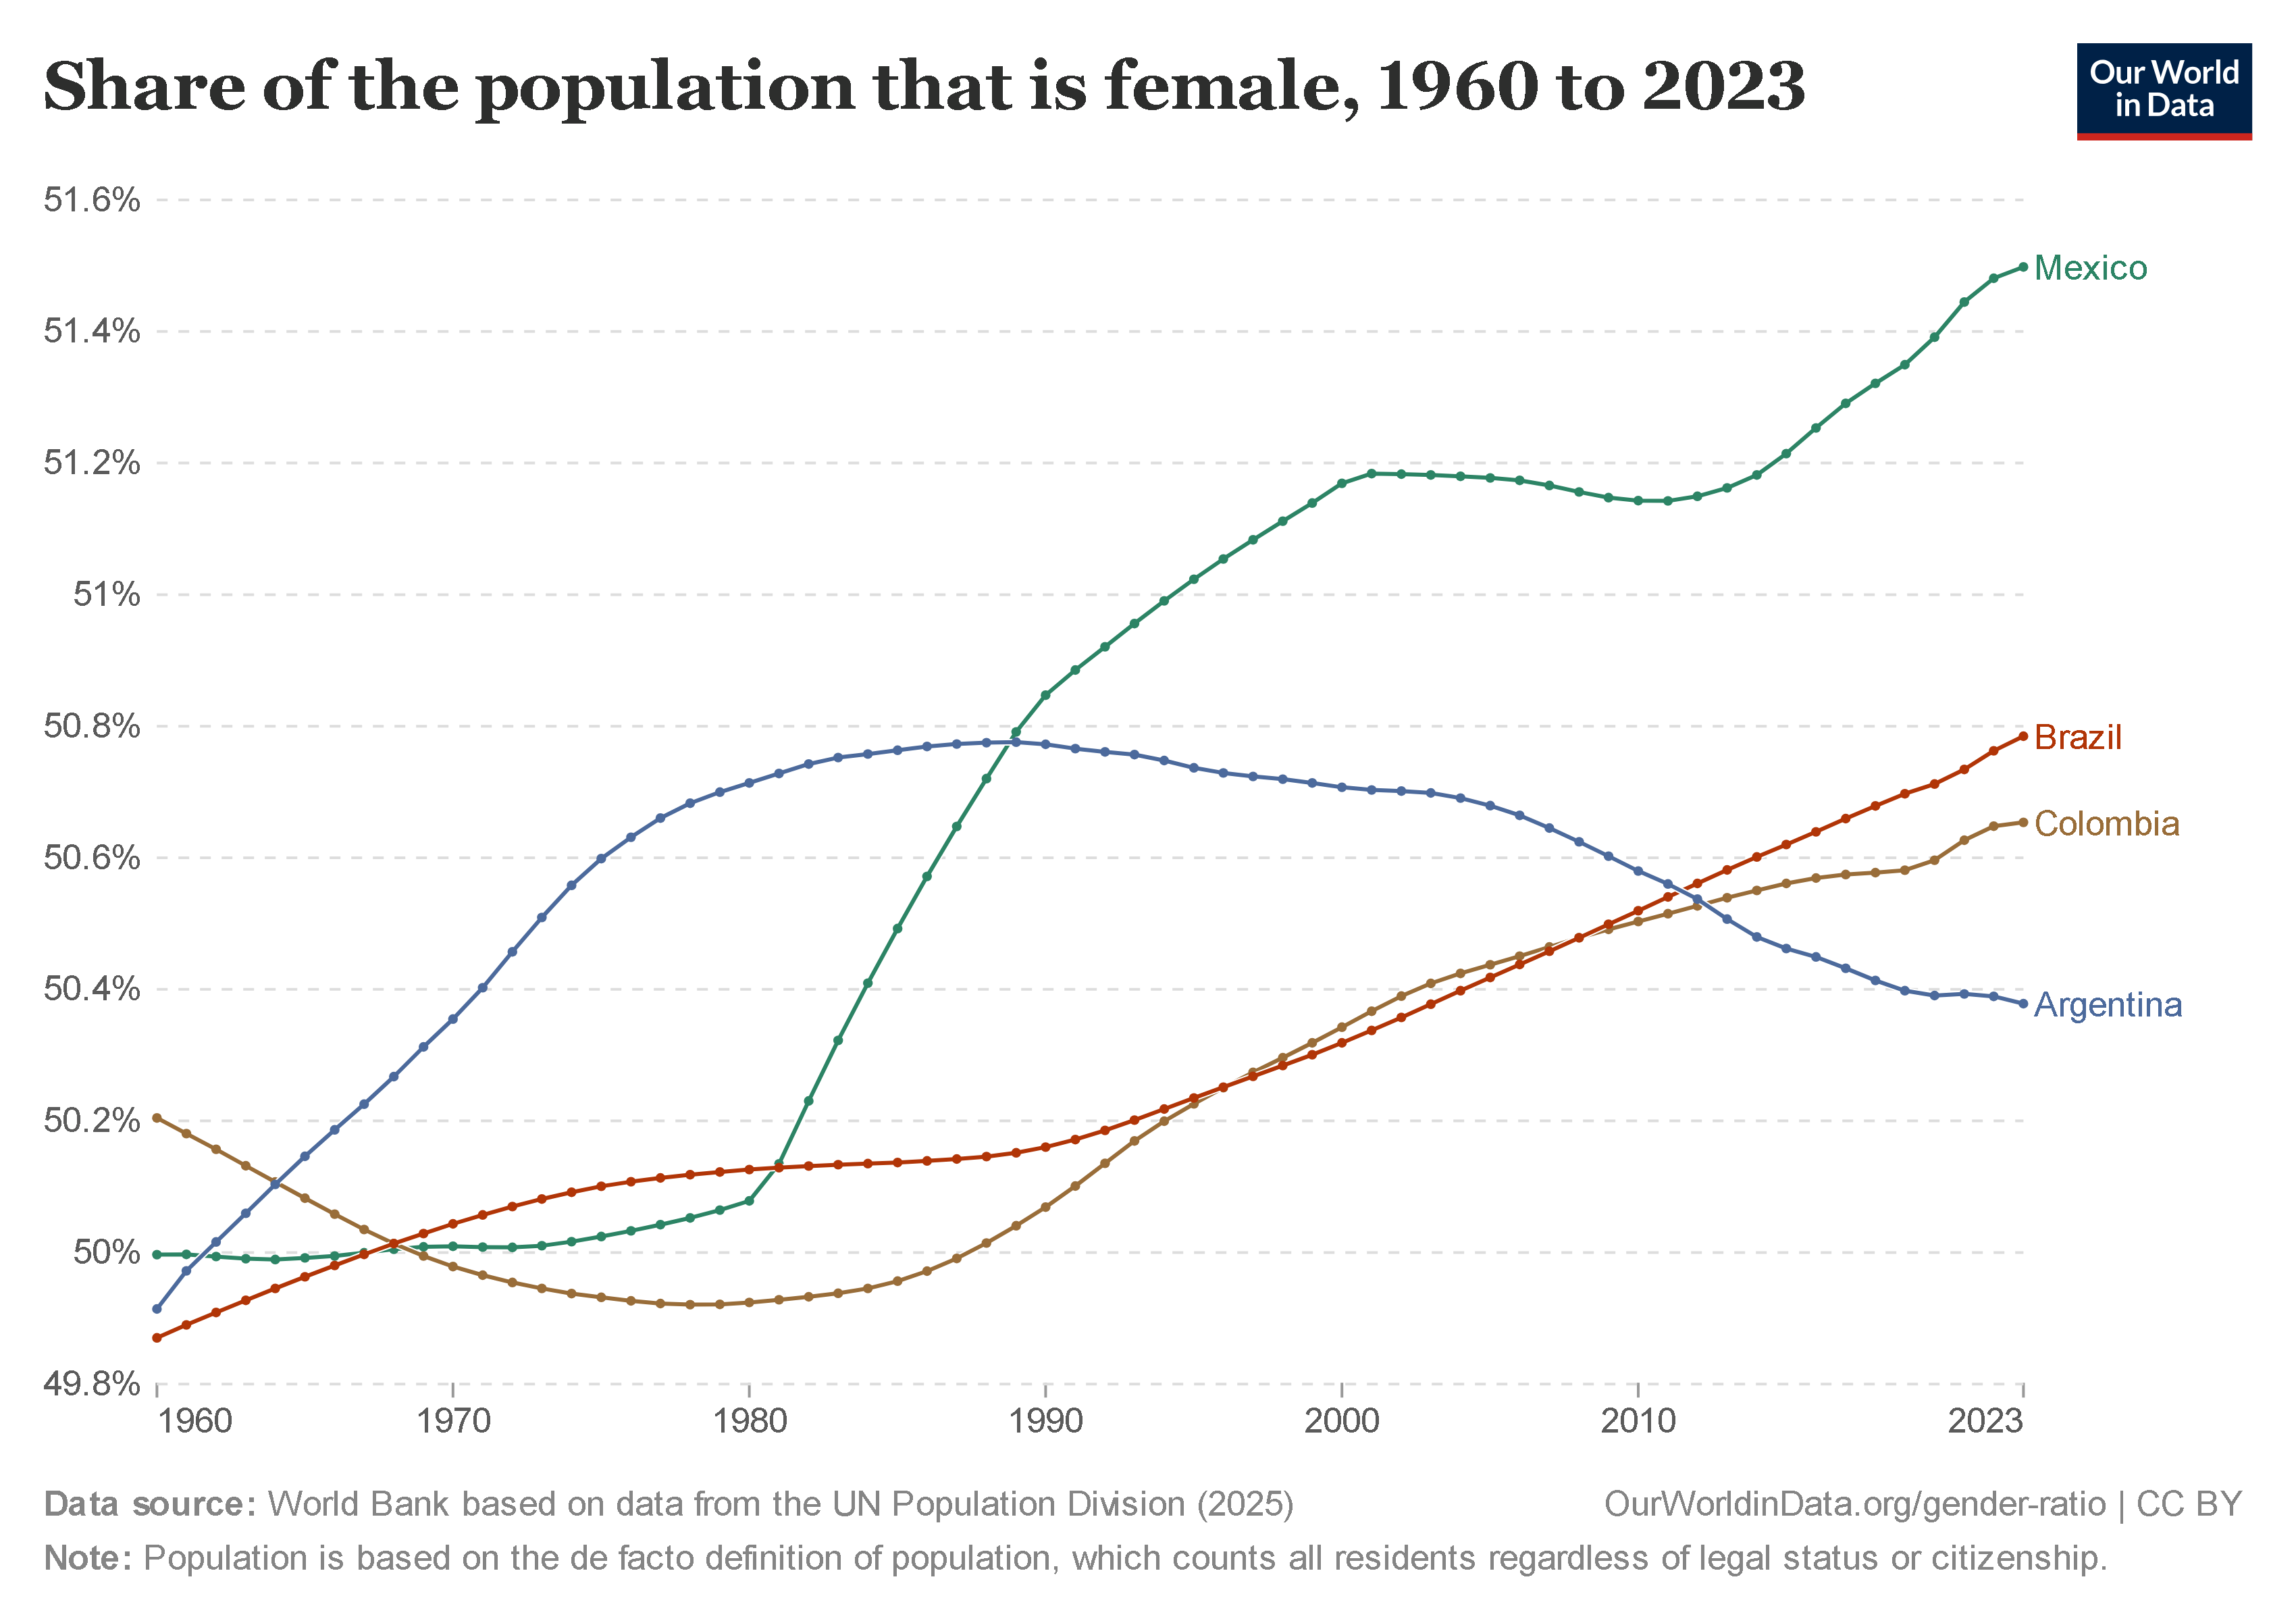 Share of the population that is female, 1960 to 2023
Our World
in Data
51.6%
51.4%
51.2%
51%
50.8%
50.6%
50.4%
50.2%
50%
49.8%
Mexico
Brazil
Colombia
Argentina
1960
1970
1980
1990
2000
2010
2023
Data source: World Bank based on data from the UN Population Division (2025)
OurWorldinData.org/gender-ratio | CC BY
Note: Population is based on the de facto definition of population, which counts all residents regardless of legal status or citizenship.